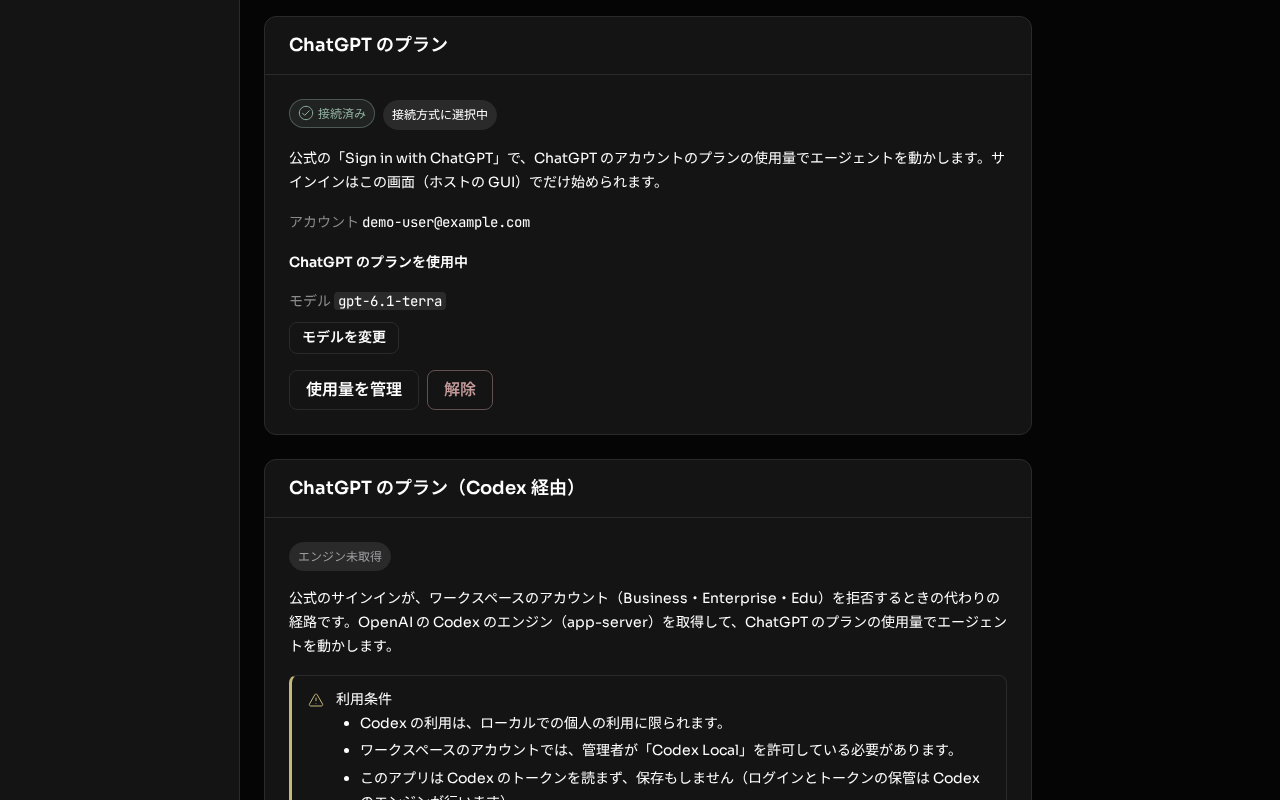 ChatGPT のプラン
接続済み
接続方式に選択中
公式の「Sign in with ChatGPT」で、ChatGPT のアカウントのプランの使用量でエージェントを動かします。サ
インインはこの画面（ホストの GUI）でだけ始められます。
アカウント demo-user@example.com
ChatGPT のプランを使用中
モデル gpt-6.1-terra
モデルを変更
使用量を管理
解除
ChatGPT のプラン（Codex 経由）
エンジン未取得
公式のサインインが、ワークスペースのアカウント（Business・Enterprise・Edu）を拒否するときの代わりの
経路です。OpenAI の Codex のエンジン（app-server）を取得して、ChatGPT のプランの使用量でエージェン
トを動かします。
利用条件
Codex の利用は、ローカルでの個人の利用に限られます。
ワークスペースのアカウントでは、管理者が「Codex Local」を許可している必要があります。
このアプリは Codex のトークンを読まず、保存もしません（ログインとトークンの保管は Codex
のエンジンが行います）